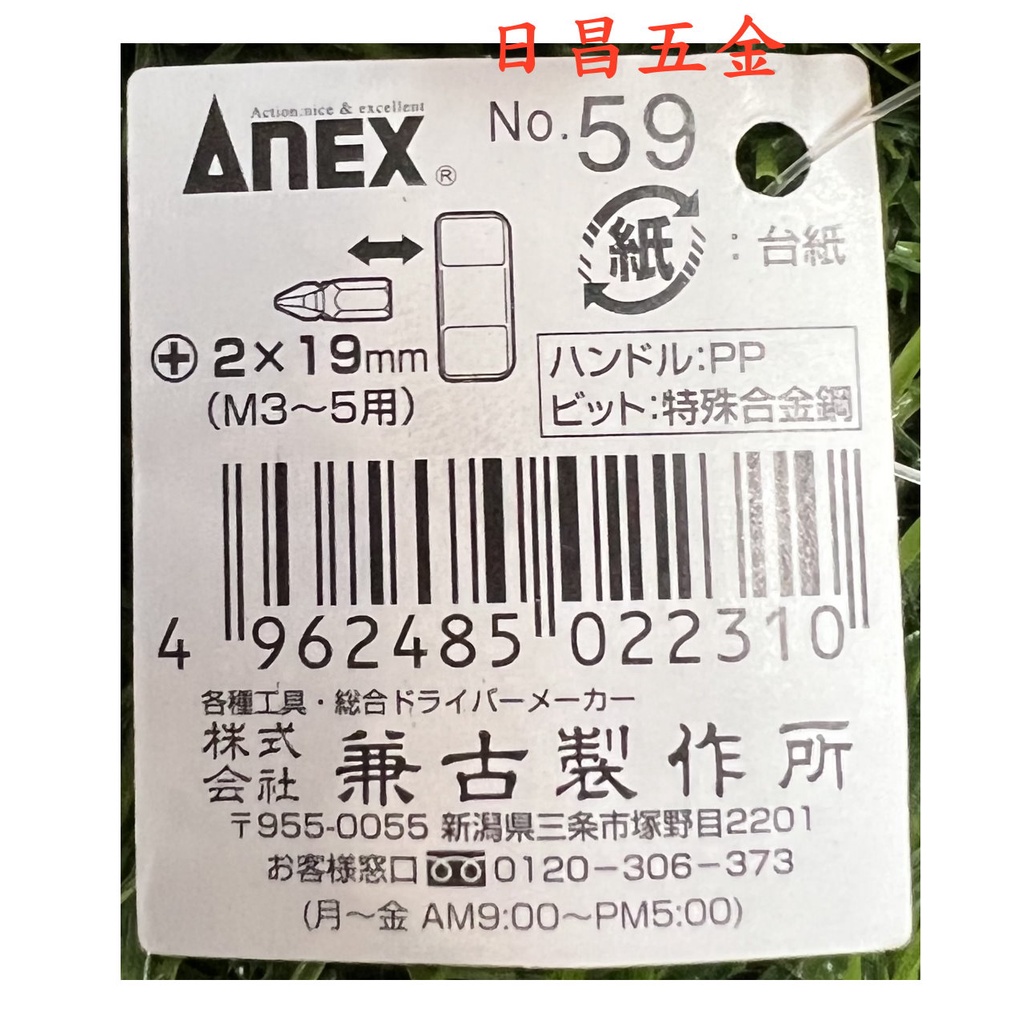 日昌五金
Action:nice & excellent
ANEX®
No.59
紙:台紙
⊕2×19mm
(M3〜5用)
ハンドル:PP
ビット:特殊合金鋼
4 962485 022310
各種工具・総合ドライバーメーカー
株式会社 兼古製作所
〒955-0055 新潟県三条市塚野目2201
お客様窓口 0120−306−373
(月〜金 AM9:00〜PM5:00)